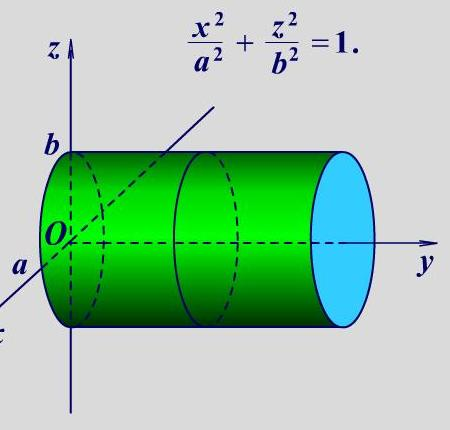 x²/a² + z²/b² = 1.
z
b
O
a
y